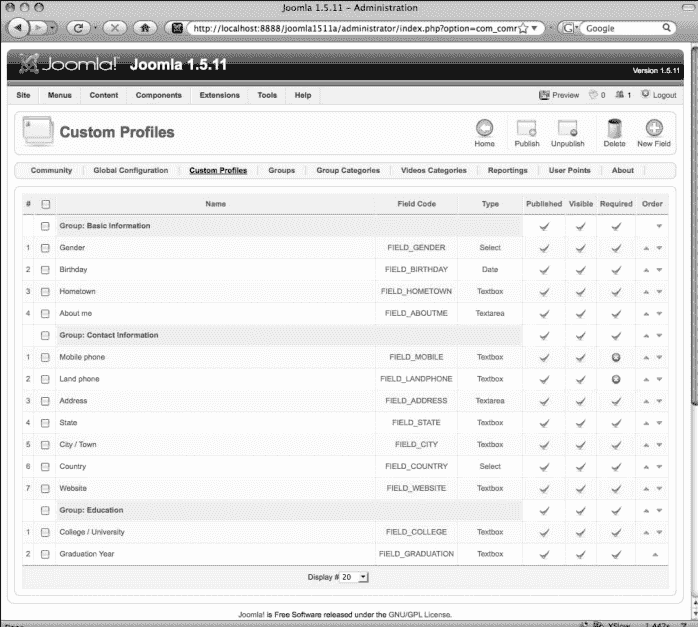 Joomla 1.5.11 - Administration
http://localhost:8888/joomla1511a/administrator/index.php?option=com_comr
Google
Joomla! Joomla 1.5.11
Version 1.5.11
Site Menus Content Components Extensions Tools Help Preview 0 1 Logout
Custom Profiles
Home Publish Unpublish Delete New Field
Community Global Configuration Custom Profiles Groups Group Categories Videos Categories Reportings User Points About
# Name Field Code Type Published Visible Required Order
Group: Basic Information
1 Gender FIELD_GENDER Select
2 Birthday FIELD_BIRTHDAY Date
3 Hometown FIELD_HOMETOWN Textbox
4 About me FIELD_ABOUTME Textarea
Group: Contact Information
1 Mobile phone FIELD_MOBILE Textbox
2 Land phone FIELD_LANDPHONE Textbox
3 Address FIELD_ADDRESS Textarea
4 State FIELD_STATE Textbox
5 City / Town FIELD_CITY Textbox
6 Country FIELD_COUNTRY Select
7 Website FIELD_WEBSITE Textbox
Group: Education
1 College / University FIELD_COLLEGE Textbox
2 Graduation Year FIELD_GRADUATION Textbox
Display # 20
Joomla! is Free Software released under the GNU/GPL License.